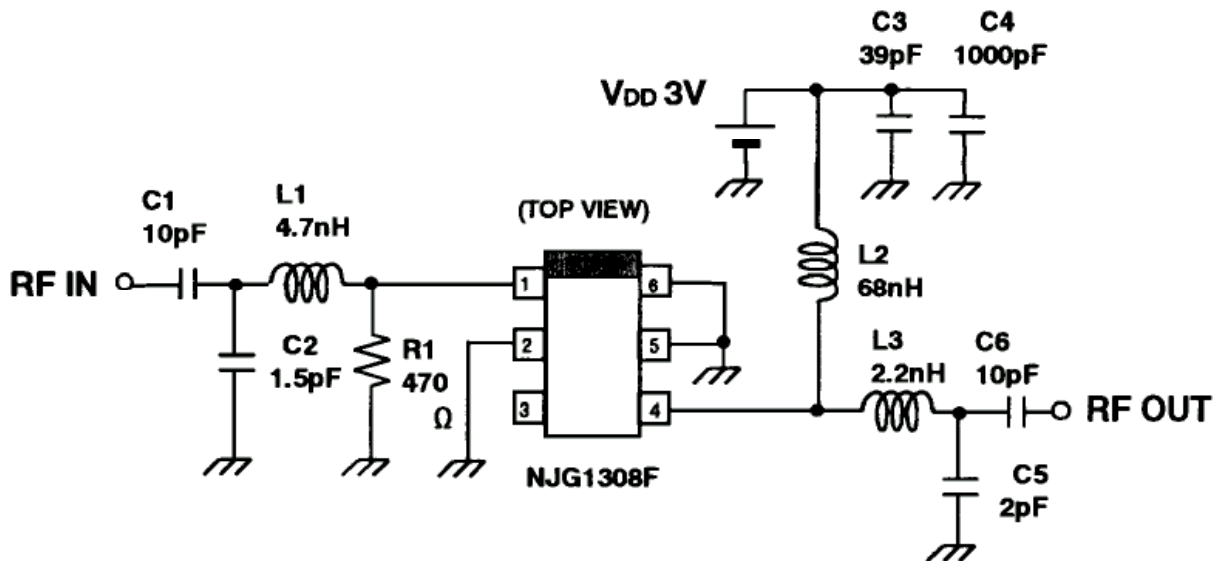 C3
39pF
C4
1000pF
VDD 3V
C1
10pF
L1
4.7nH
(TOP VIEW)
L2
68nH
RF IN
1
6
C2
1.5pF
R1
470
Ω
2
5
L3
2.2nH
C6
10pF
3
4
RF OUT
NJG1308F
C5
2pF